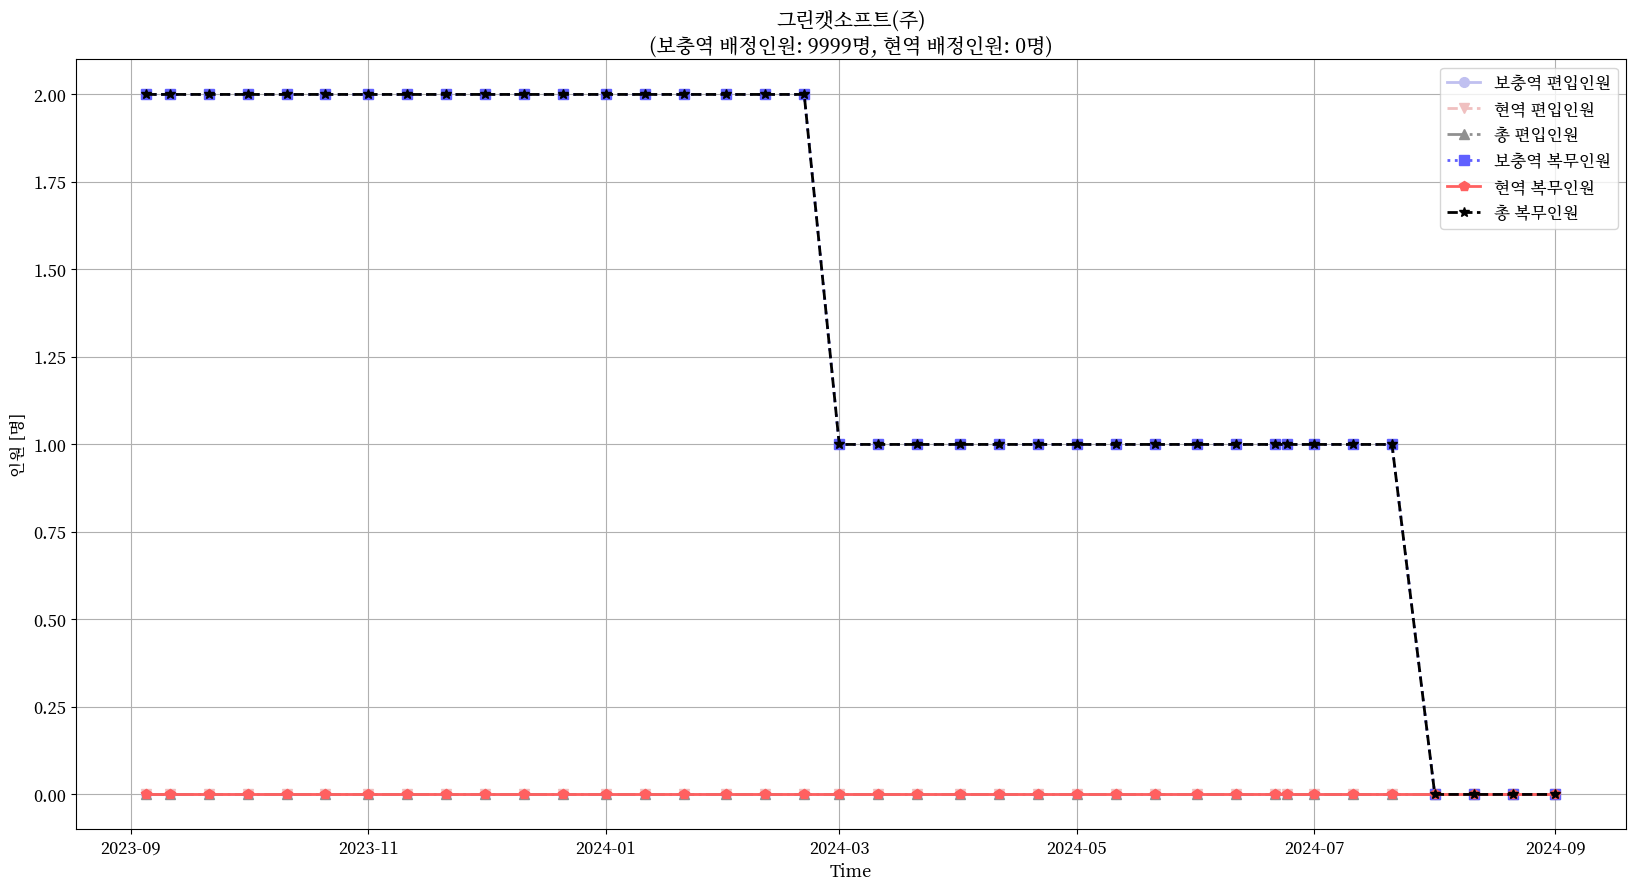 그린캣소프트(주)
(보충역 배정인원: 9999명, 현역 배정인원: 0명)
보충역 편입인원
현역 편입인원
총 편입인원
보충역 복무인원
현역 복무인원
총 복무인원
인원 [명]
2.00
1.75
1.50
1.25
1.00
0.75
0.50
0.25
0.00
2023-09
2023-11
2024-01
2024-03
2024-05
2024-07
2024-09
Time